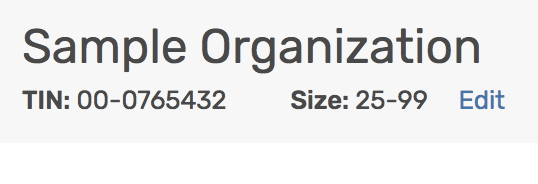 Sample Organization
TIN: 00-0765432 Size: 25-99 Edit